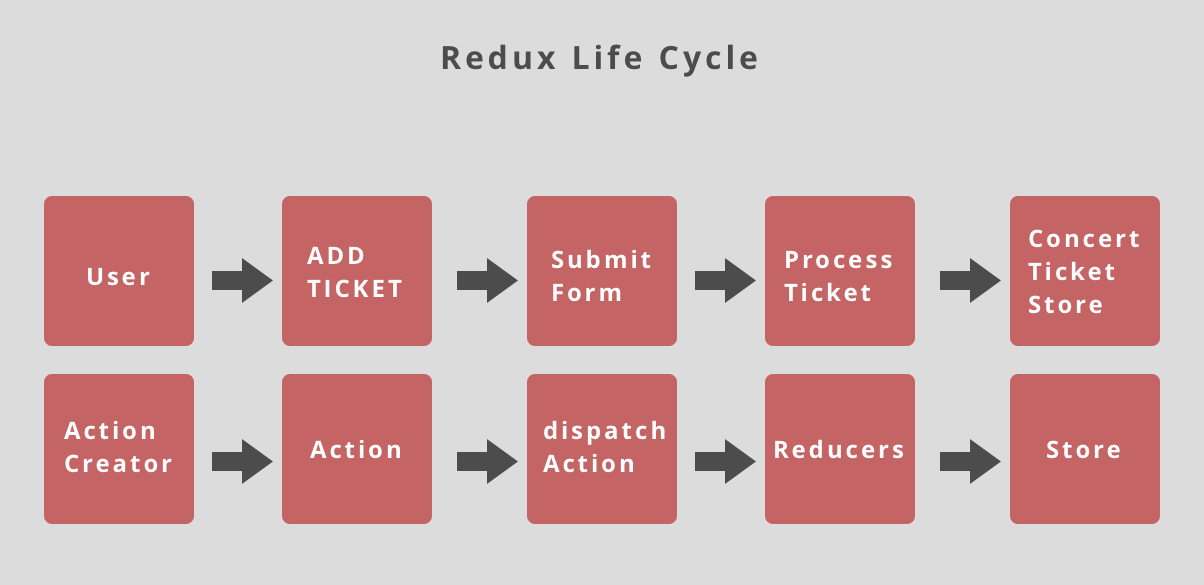 Redux Life Cycle
User
ADD
TICKET
Submit
Form
Process
Ticket
Concert
Ticket
Store
Action
Creator
Action
dispatch
Action
Reducers
Store